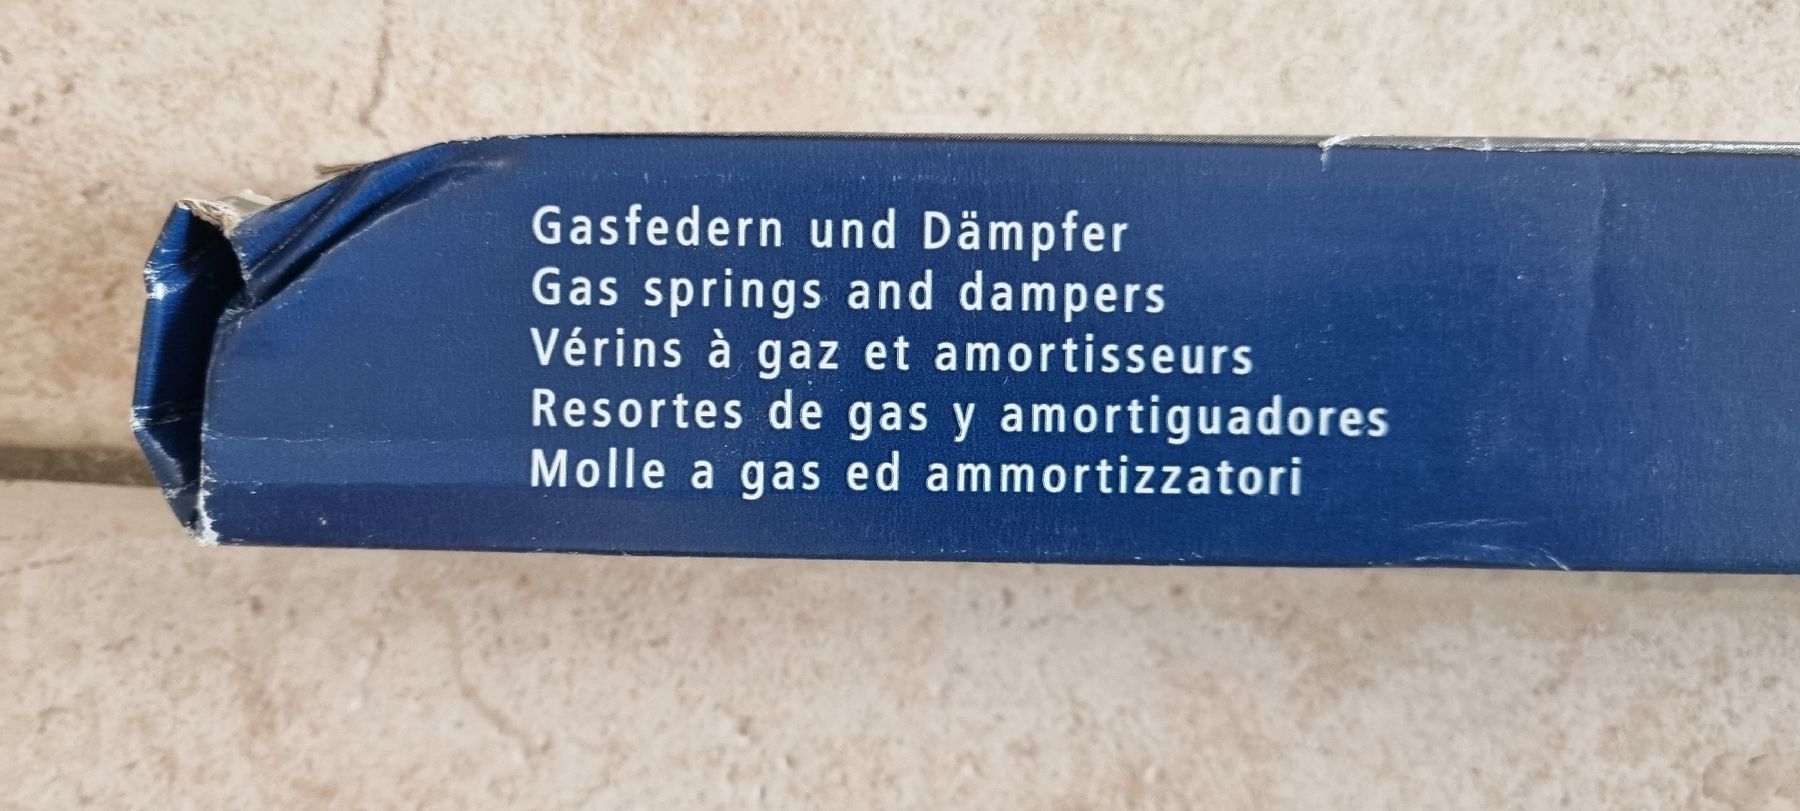 Gasfedern und Dämpfer
Gas springs and dampers
Vérins à gaz et amortisseurs
Resortes de gas y amortiguadores
Molle a gas ed ammortizzatori